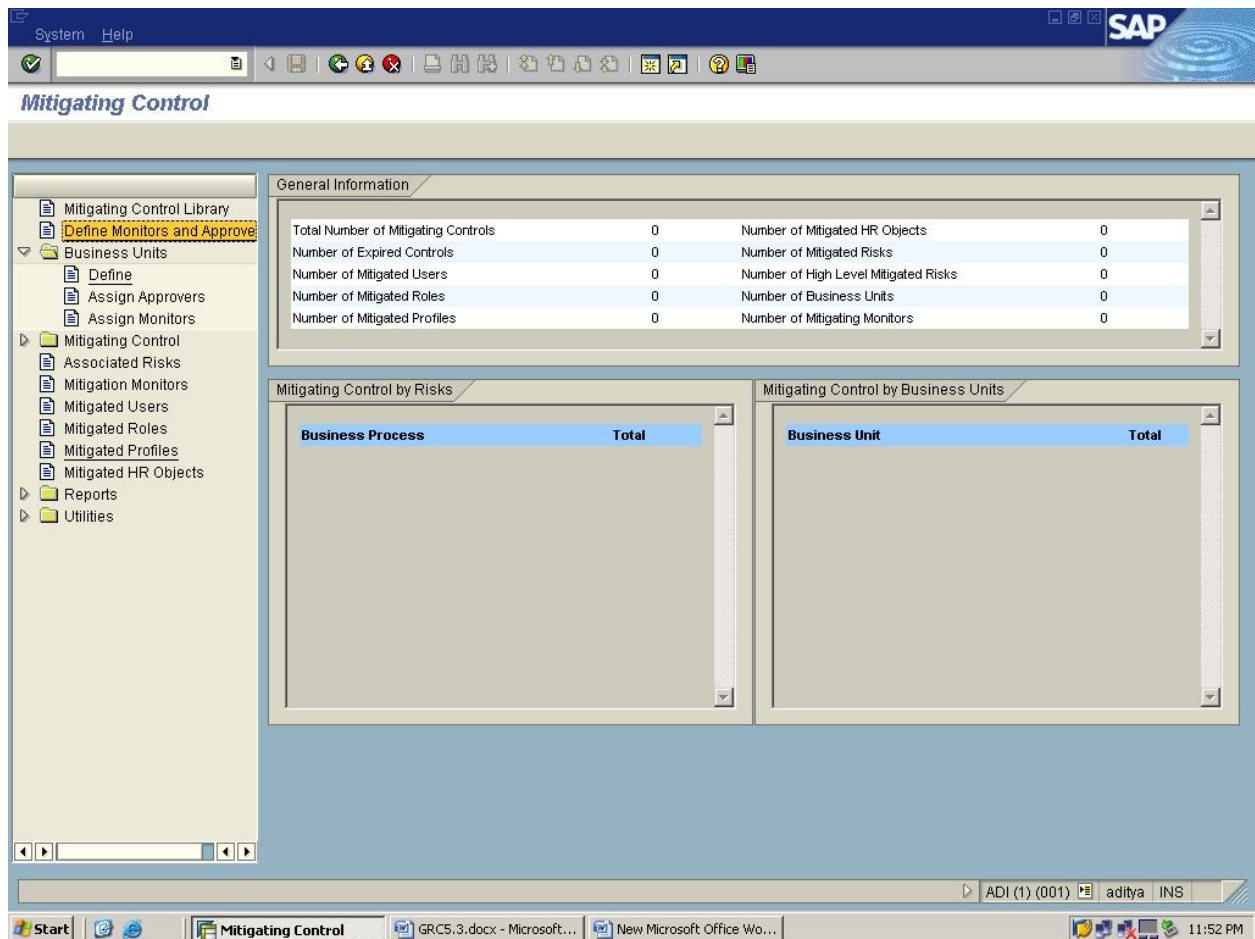 System Help
SAP
Mitigating Control
Mitigating Control Library
Define Monitors and Approve
Business Units
Define
Assign Approvers
Assign Monitors
Mitigating Control
Associated Risks
Mitigation Monitors
Mitigated Users
Mitigated Roles
Mitigated Profiles
Mitigated HR Objects
Reports
Utilities
General Information
Total Number of Mitigating Controls 0 Number of Mitigated HR Objects 0
Number of Expired Controls 0 Number of Mitigated Risks 0
Number of Mitigated Users 0 Number of High Level Mitigated Risks 0
Number of Mitigated Roles 0 Number of Business Units 0
Number of Mitigated Profiles 0 Number of Mitigating Monitors 0
Mitigating Control by Risks
Business Process Total
Mitigating Control by Business Units
Business Unit Total
ADI (1) (001) aditya INS
Start Mitigating Control GRC5.3.docx - Microsoft... New Microsoft Office Wo... 11:52 PM